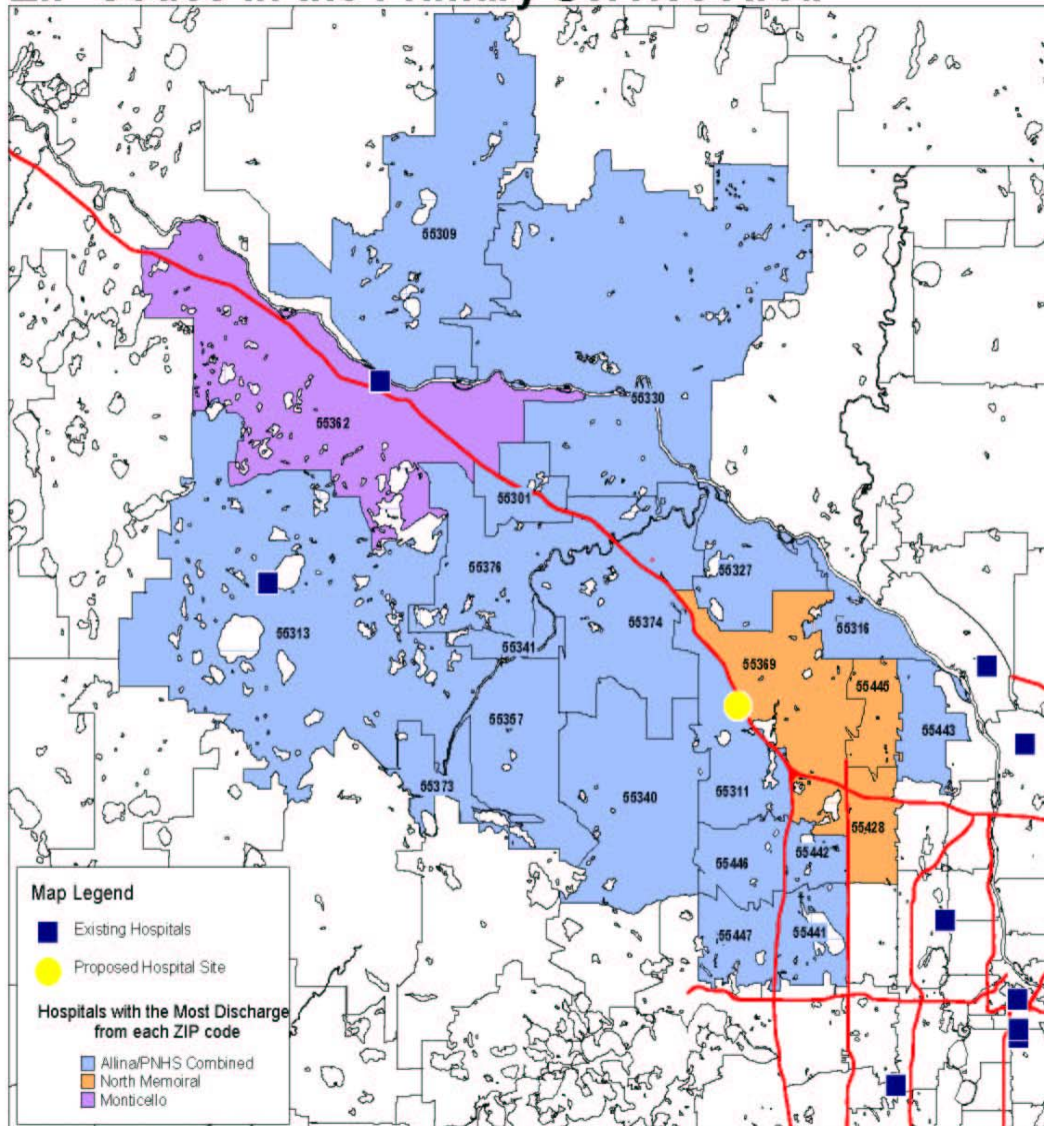 55309
55330
55362
55301
55376
55327
55313
55374
55316
55341
55369
55445
55357
55443
55373
55340
55311
55428
55446
55442
55447
55441
Map Legend
Existing Hospitals
Proposed Hospital Site
Hospitals with the Most Discharge
from each ZIP code
Allina/PNHS Combined
North Memoiral
Monticello